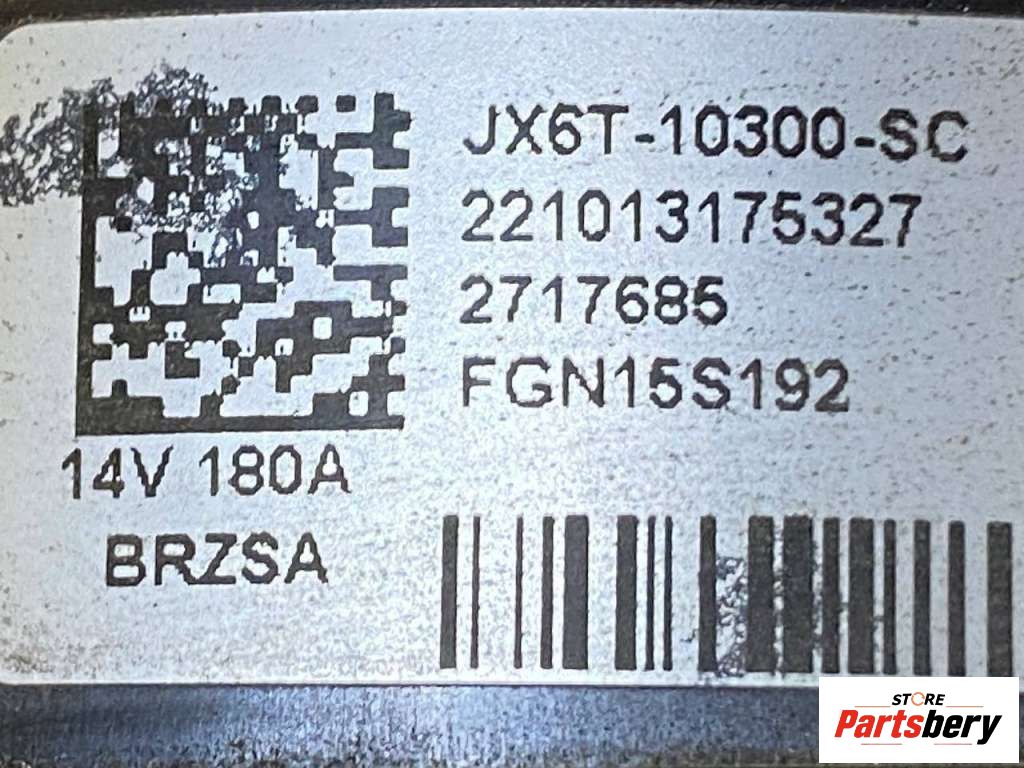 JX6T-10300-SC
221013175327
2717685
FGN15S192
14V 180A
BRZSA
STORE
Partsbery